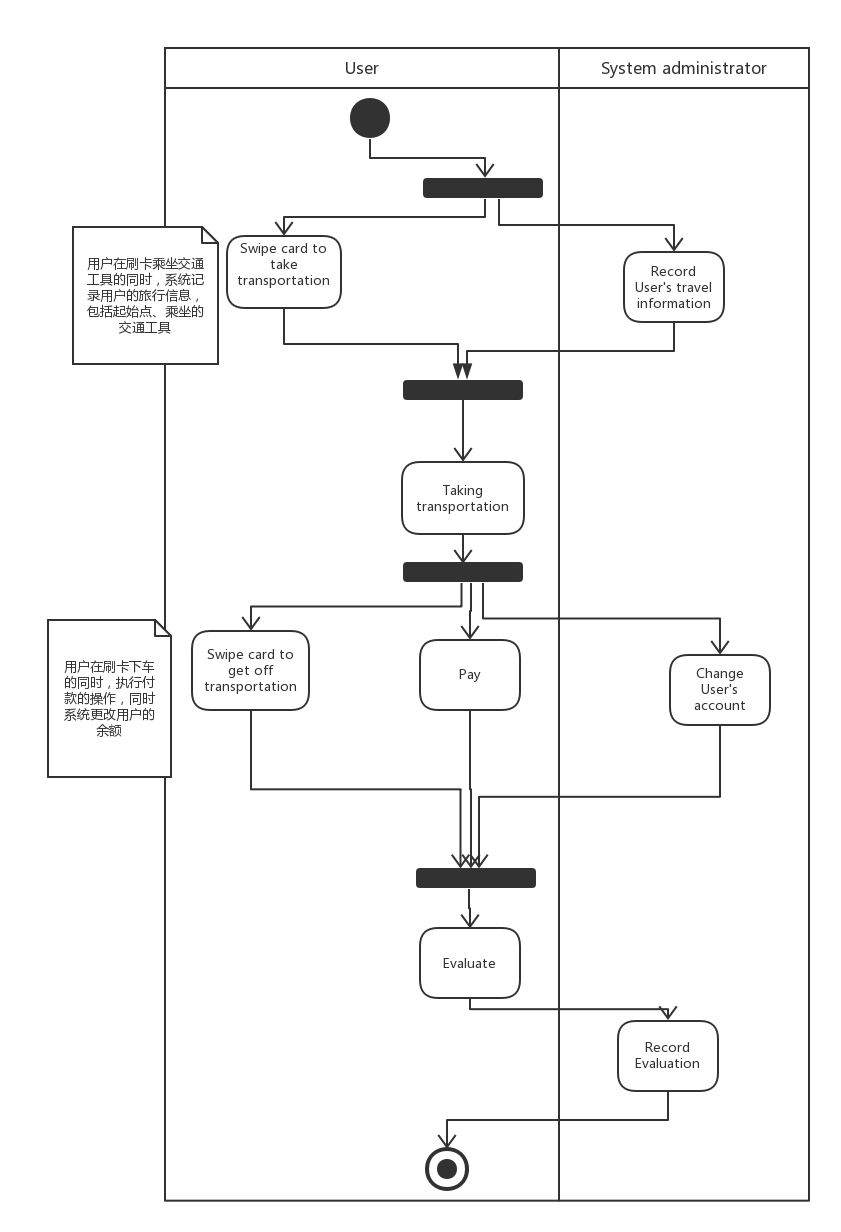 User
System administrator
Swipe card to
take
transportation
用户在刷卡乘坐交通
工具的同时，系统记
录用户的旅行信息，
包括起始点、乘坐的
交通工具
Record
User's travel
information
Taking
transportation
Swipe card to
get off
transportation
Pay
Change
User's
account
用户在刷卡下车
的同时，执行付
款的操作，同时
系统更改用户的
余额
Evaluate
Record
Evaluation